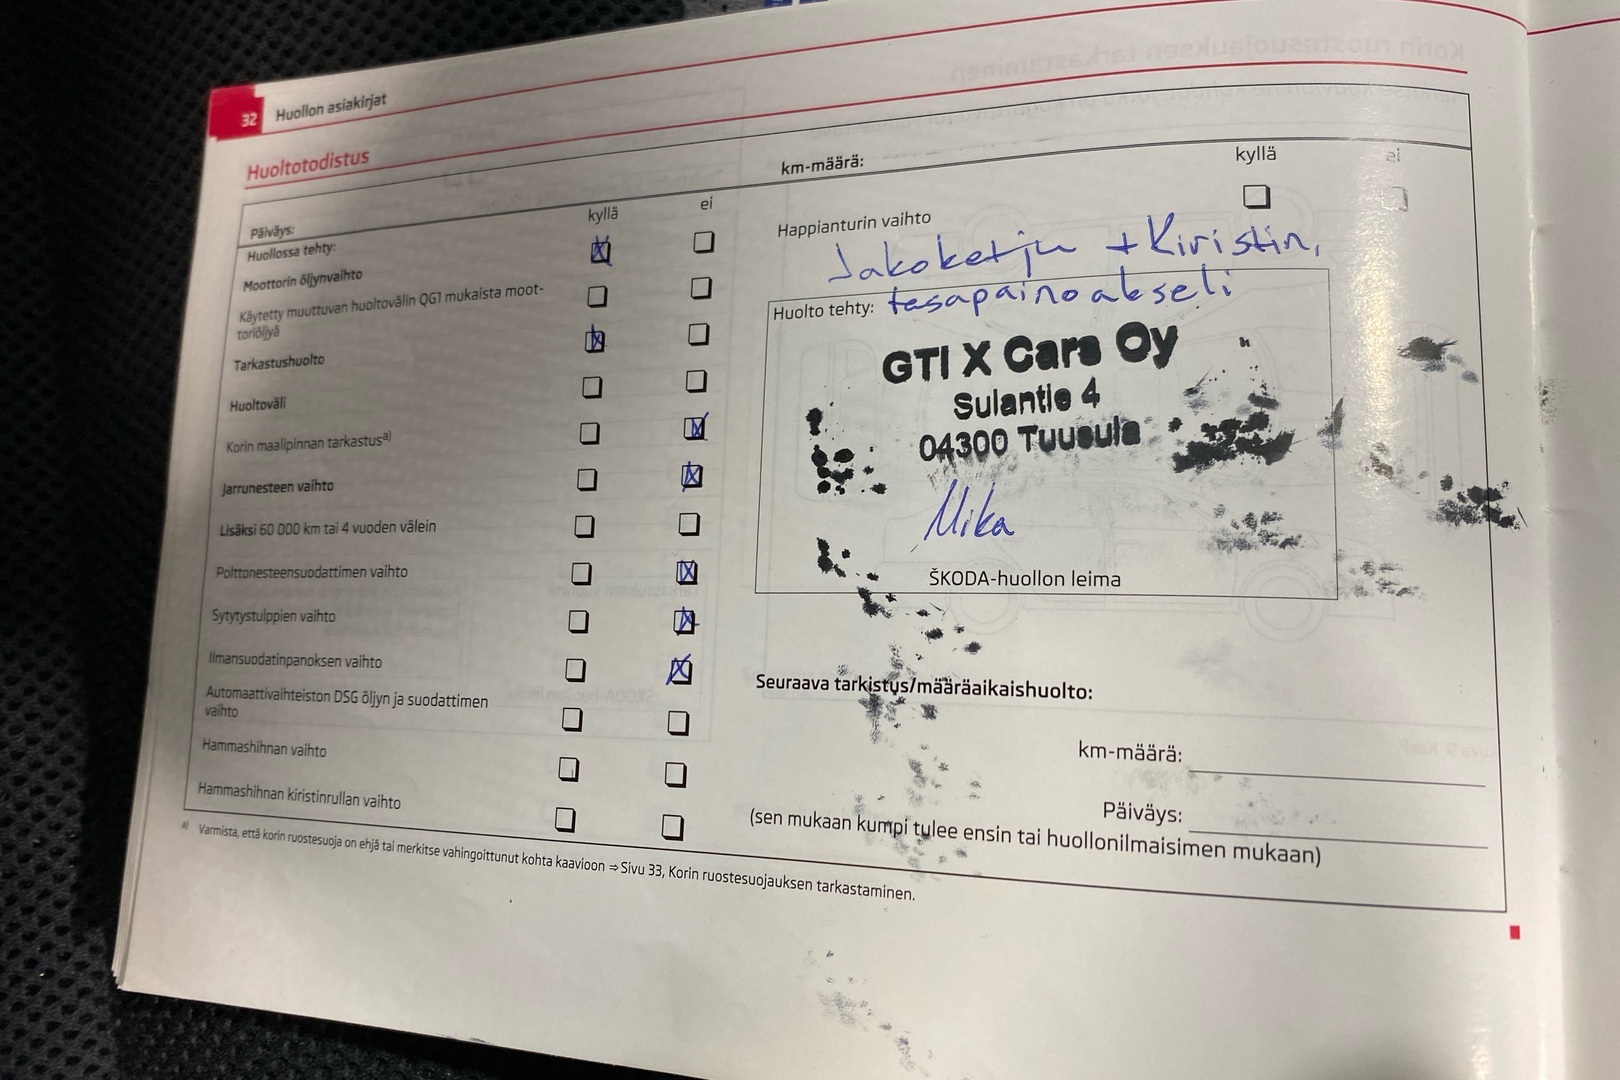 32 Huollon asiakirjat
Huoltotodistus
Päiväys:
km-määrä:
Huollossa tehty:
kyllä
ei
Moottorin öljynvaihto
Käytetty muuttuvan huoltovälin QG1 mukaista moot-
toriöljyä
Tarkastushuolto
Huoltoväli
Korin maalipinnan tarkastusa)
Jarrunesteen vaihto
Lisäksi 60 000 km tai 4 vuoden välein
Polttonesteensuodattimen vaihto
Sytytystulppien vaihto
Ilmansuodatinpanoksen vaihto
Automaattivaihteiston DSG öljyn ja suodattimen
vaihto
Hammashihnan vaihto
Hammashihnan kiristinrullan vaihto
kyllä
ei
Happianturin vaihto
Jakoketju + Kiristin,
tasapainoakseli
Huolto tehty:
GTI X Cars Oy
Sulantie 4
04300 Tuusula
Mika
ŠKODA-huollon leima
Seuraava tarkistus/määräaikaishuolto:
km-määrä:
Päiväys:
(sen mukaan kumpi tulee ensin tai huollonilmaisimen mukaan)
a) Varmista, että korin ruostesuoja on ehjä tai merkitse vahingoittunut kohta kaavioon ⇒ Sivu 33, Korin ruostesuojauksen tarkastaminen.